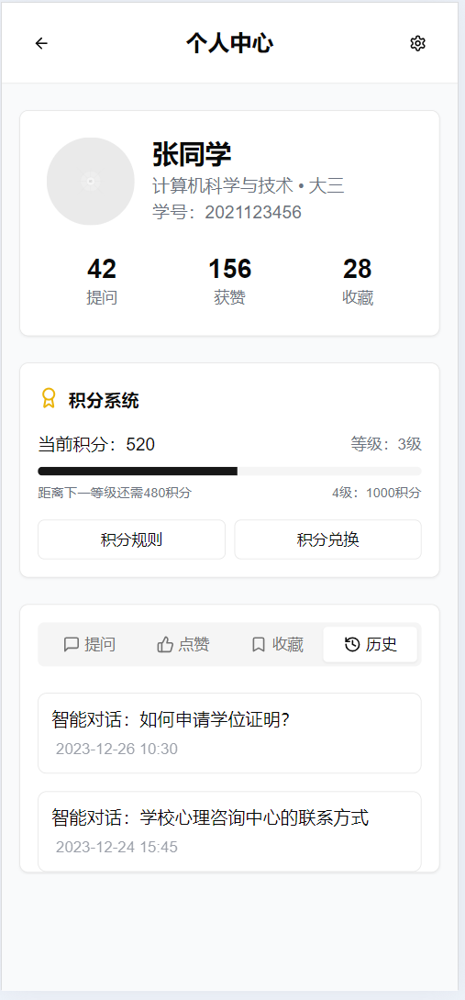 个人中心
张同学
计算机科学与技术 • 大三
学号：2021123456
42 156 28
提问 获赞 收藏
积分系统
当前积分：520 等级：3级
距离下一等级还需480积分 4级：1000积分
积分规则 积分兑换
提问 点赞 收藏 历史
智能对话：如何申请学位证明？
2023-12-26 10:30
智能对话：学校心理咨询中心的联系方式
2023-12-24 15:45